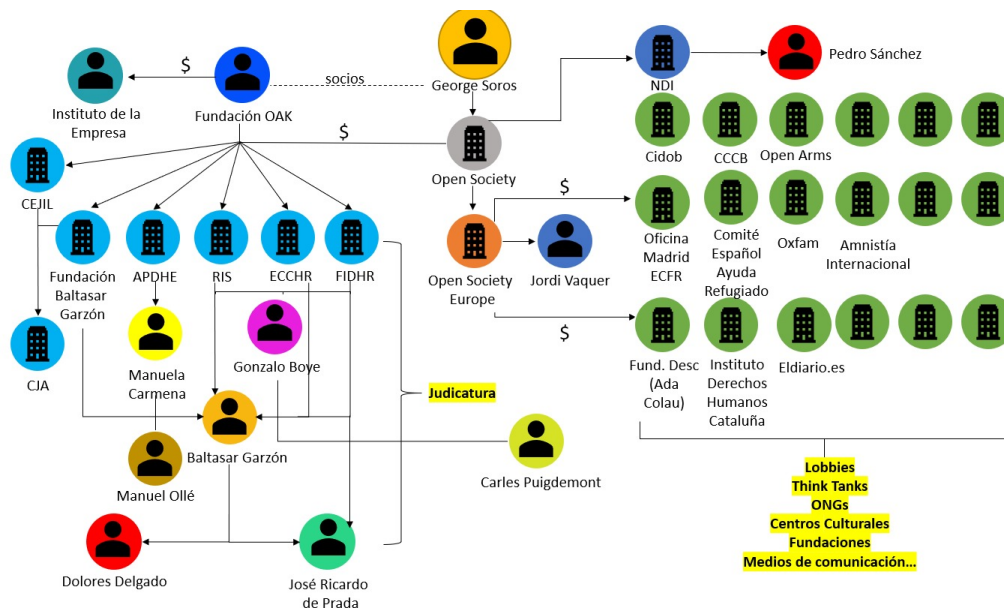 George Soros
NDI
Pedro Sánchez
$
socios
Instituto de la
Empresa
Fundación OAK
$
Open Society
Cidob
CCCB
Open Arms
CEJIL
$
Fundación
Baltasar
Garzón
APDHE
RIS
ECCHR
FIDHR
Open Society
Europe
Jordi Vaquer
Oficina
Madrid
ECFR
Comité
Español
Ayuda
Refugiado
Oxfam
Amnistía
Internacional
$
CJA
Manuela
Carmena
Gonzalo Boye
Judicatura
Fund. Desc
(Ada
Colau)
Instituto
Derechos
Humanos
Cataluña
Eldiario.es
Baltasar Garzón
Manuel Ollé
Carles Puigdemont
Dolores Delgado
José Ricardo
de Prada
Lobbies
Think Tanks
ONGs
Centros Culturales
Fundaciones
Medios de comunicación...